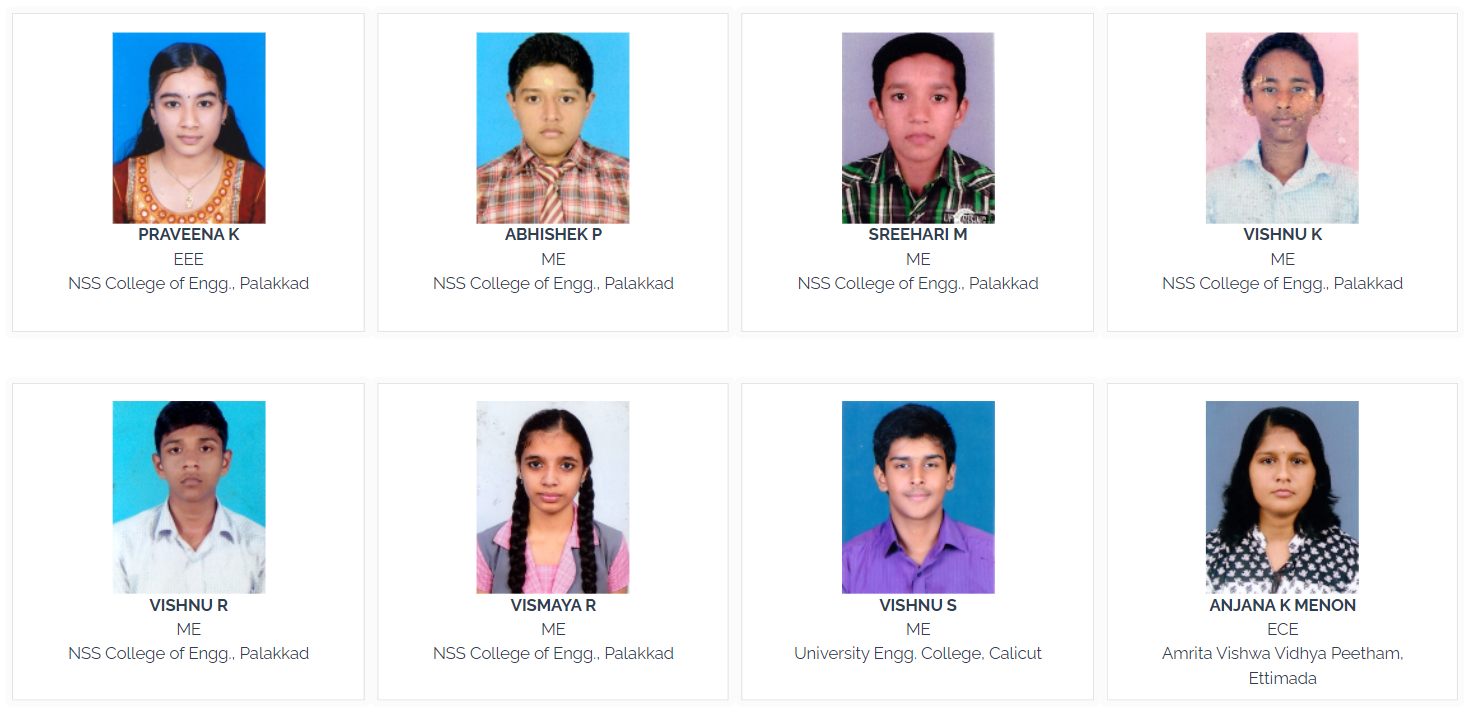 PRAVEENA K
EEE
NSS College of Engg., Palakkad
ABHISHEK P
ME
NSS College of Engg., Palakkad
SREEHARI M
ME
NSS College of Engg., Palakkad
VISHNU K
ME
NSS College of Engg., Palakkad
VISHNU R
ME
NSS College of Engg., Palakkad
VISMAYA R
ME
NSS College of Engg., Palakkad
VISHNU S
ME
University Engg. College, Calicut
ANJANA K MENON
ECE
Amrita Vishwa Vidhya Peetham,
Ettimada